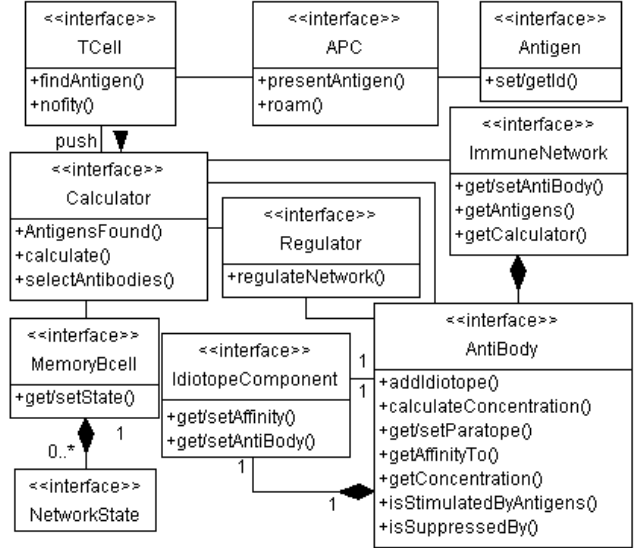 <<interface>>
TCell
+findAntigen()
+nofity()
<<interface>>
APC
+presentAntigen()
+roam()
<<interface>>
Antigen
+set/getId()
push
<<interface>>
Calculator
+AntigensFound()
+calculate()
+selectAntibodies()
<<interface>>
ImmuneNetwork
+get/setAntiBody()
+getAntigens()
+getCalculator()
<<interface>>
Regulator
+regulateNetwork()
<<interface>>
MemoryBcell
+get/setState()
<<interface>>
IdiotopeComponent
+get/setAffinity()
+get/setAntiBody()
1
1
<<interface>>
AntiBody
+addIdiotope()
+calculateConcentration()
+get/setParatope()
+getAffinityTo()
+getConcentration()
+isStimulatedByAntigens()
+isSuppressedBy()
1
0..*
1
1
<<interface>>
NetworkState